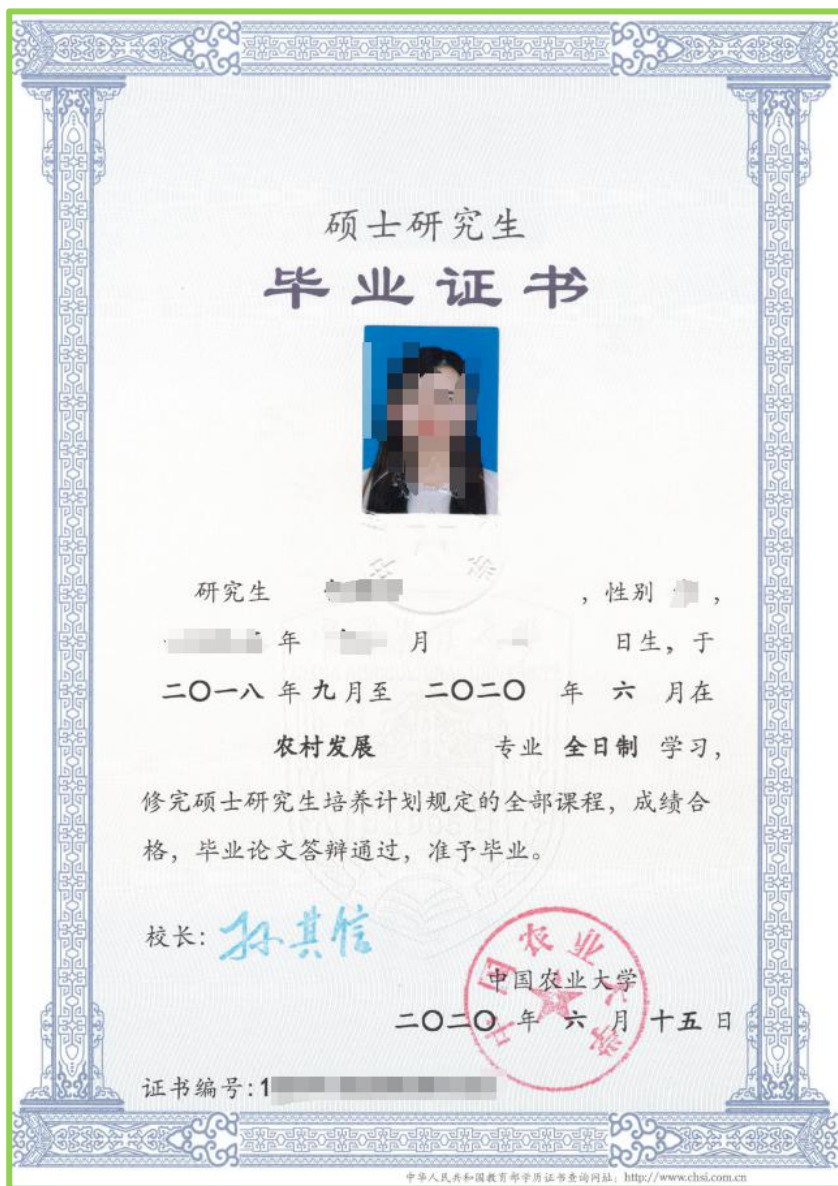 硕士研究生
毕业证书
研究生 ，性别 ，
年 月 日生，于
二〇一八 年 九 月至 二〇二〇 年 六 月在
农村发展 专业 全日制 学习，
修完硕士研究生培养计划规定的全部课程，成绩合
格，毕业论文答辩通过，准予毕业。
校长：孙其信
中国农业大学
中国农业大学
二〇二〇 年 六 月 十五 日
证书编号：1
中华人民共和国教育部学历证书查询网址：http://www.chsi.com.cn